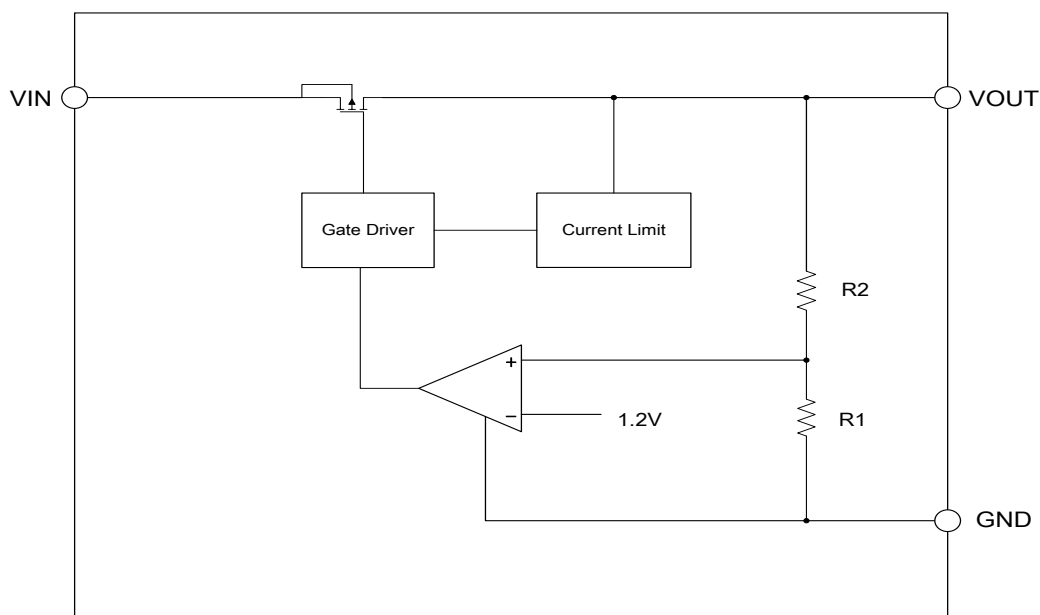 VIN
VOUT
Gate Driver
Current Limit
R2
+
−
1.2V
R1
GND